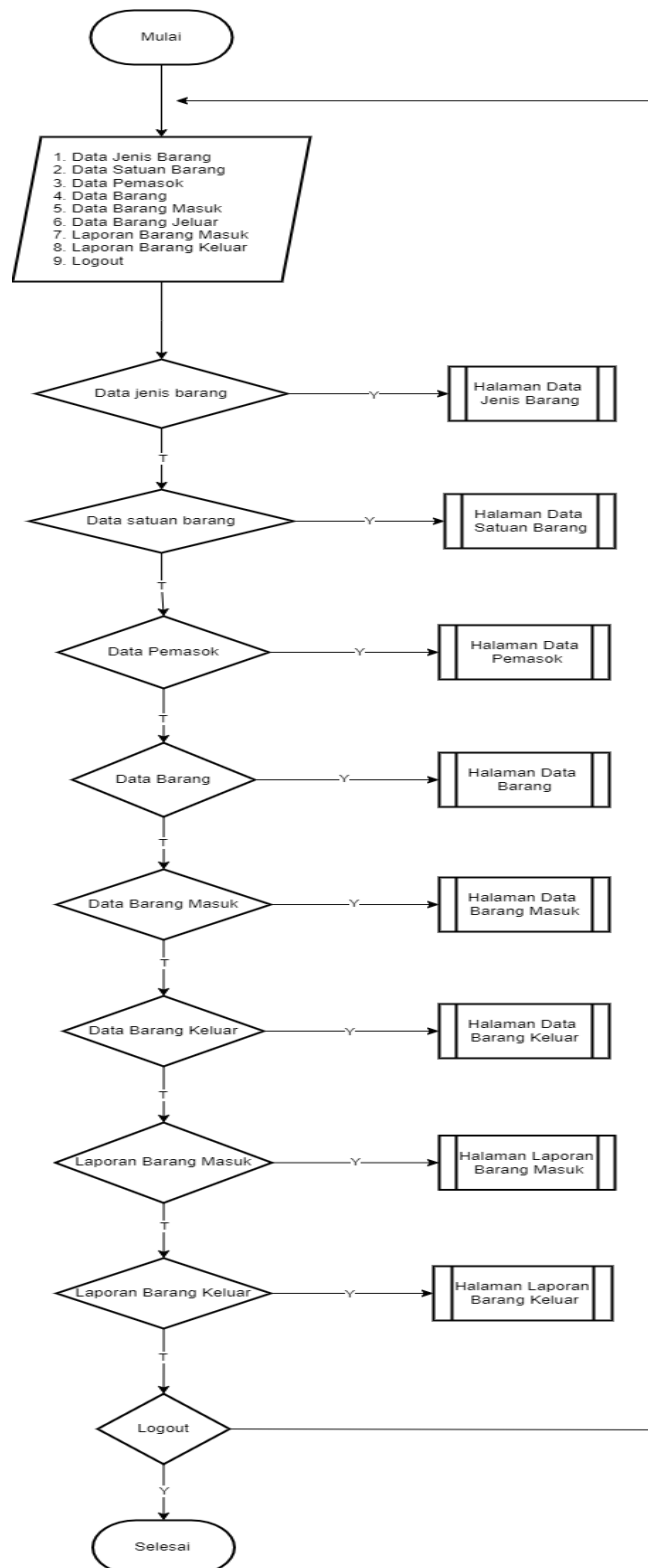 Mulai
1. Data Jenis Barang
2. Data Satuan Barang
3. Data Pemasok
4. Data Barang
5. Data Barang Masuk
6. Data Barang Jeluar
7. Laporan Barang Masuk
8. Laporan Barang Keluar
9. Logout
Data jenis barang
Y
Halaman Data
Jenis Barang
T
Data satuan barang
Y
Halaman Data
Satuan Barang
T
Data Pemasok
Y
Halaman Data
Pemasok
T
Data Barang
Y
Halaman Data
Barang
T
Data Barang Masuk
Y
Halaman Data
Barang Masuk
T
Data Barang Keluar
Y
Halaman Data
Barang Keluar
T
Laporan Barang Masuk
Y
Halaman Laporan
Barang Masuk
T
Laporan Barang Keluar
Y
Halaman Laporan
Barang Keluar
T
Logout
Y
Selesai